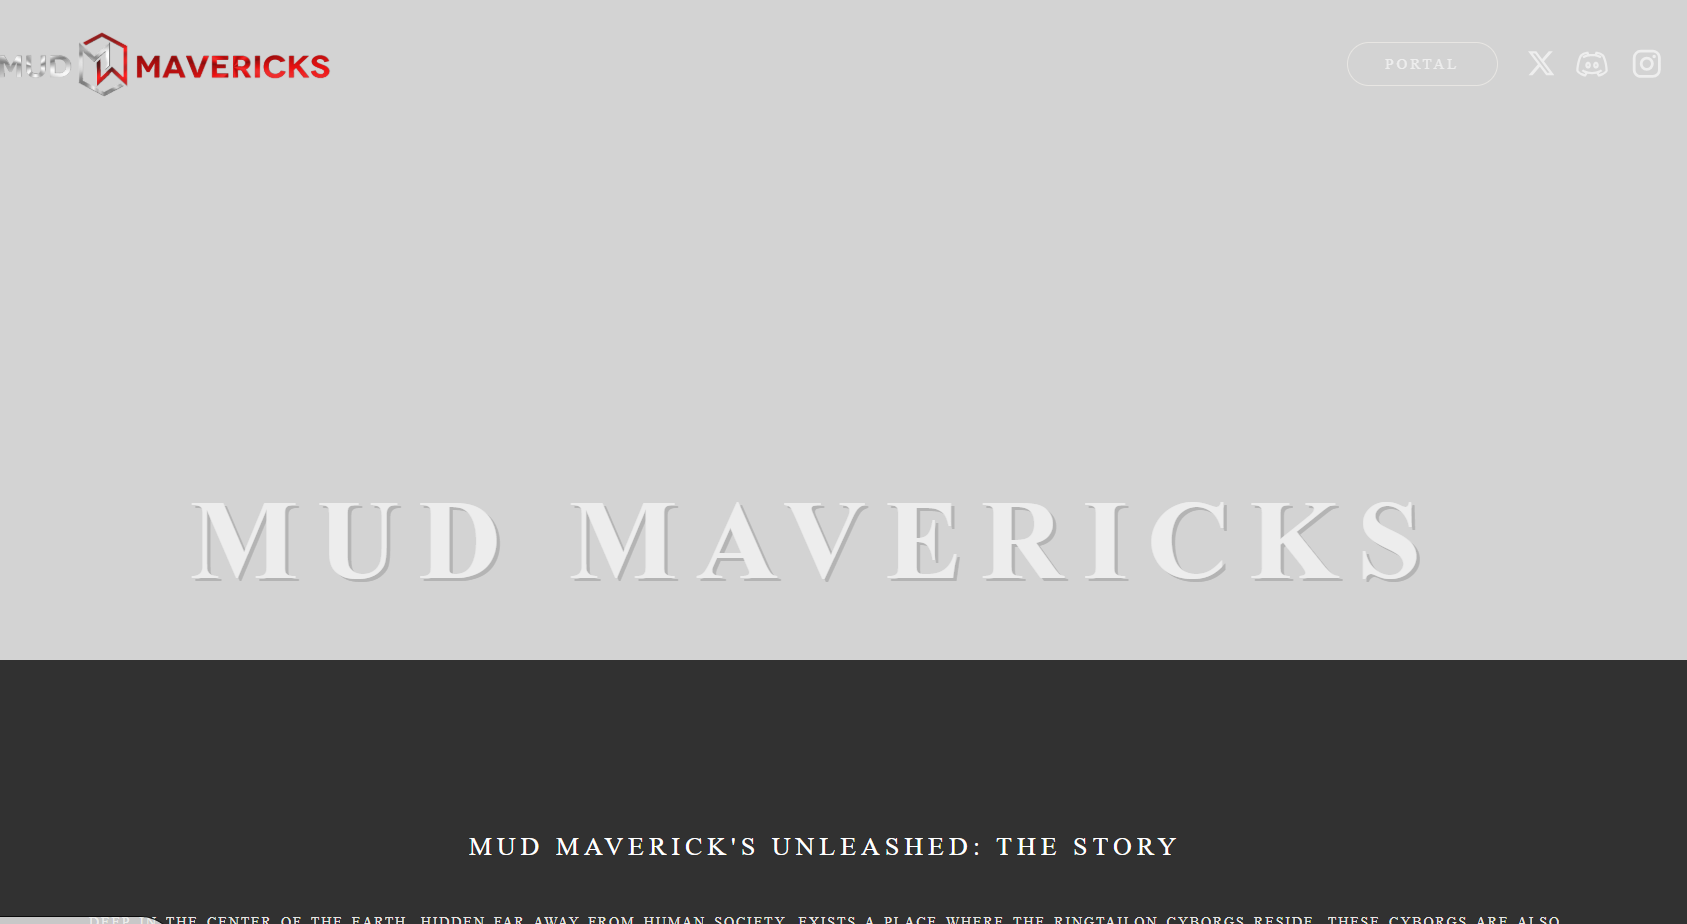 MUD MAVERICKS
PORTAL
MUD MAVERICKS
MUD MAVERICK'S UNLEASHED: THE STORY
DEEP IN THE CENTER OF THE EARTH, HIDDEN FAR AWAY FROM HUMAN SOCIETY, EXISTS A PLACE WHERE THE RINGTAILON CYBORGS RESIDE. THESE CYBORGS ARE ALSO